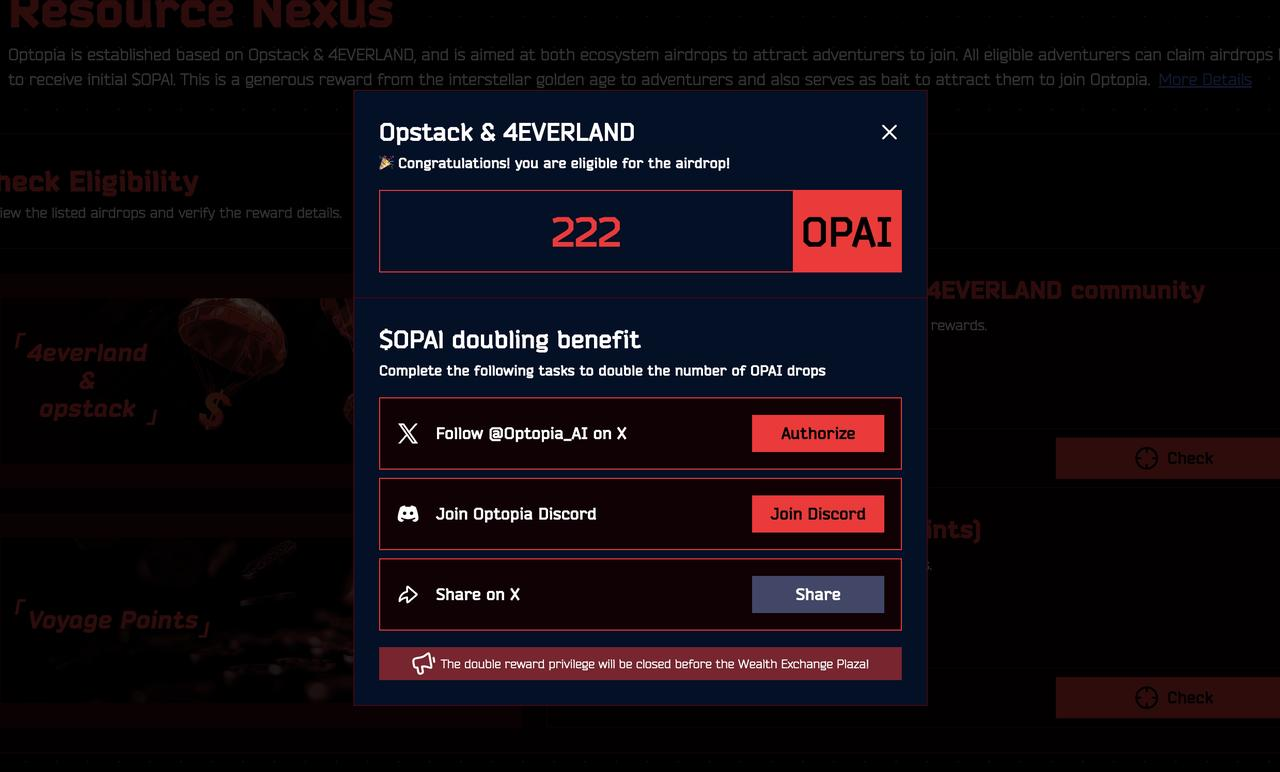 Resource Nexus
Optopia is established based on Opstack & 4EVERLAND, and is aimed at both ecosystem airdrops to attract adventurers to join. All eligible adventurers can claim airdrops
to receive initial $OPAI. This is a generous reward from the interstellar golden age to adventurers and also serves as bait to attract them to join Optopia. More Details
Opstack & 4EVERLAND
🎉 Congratulations! you are eligible for the airdrop!
222 OPAI
$OPAI doubling benefit
Complete the following tasks to double the number of OPAI drops
Follow @Optopia_AI on X Authorize
Join Optopia Discord Join Discord
Share on X Share
The double reward privilege will be closed before the Wealth Exchange Plaza!
heck Eligibility
iew the listed airdrops and verify the reward details.
「4everland
&
opstack」
4EVERLAND community
rewards.
Check
「Voyage Points」
ints)
s.
Check